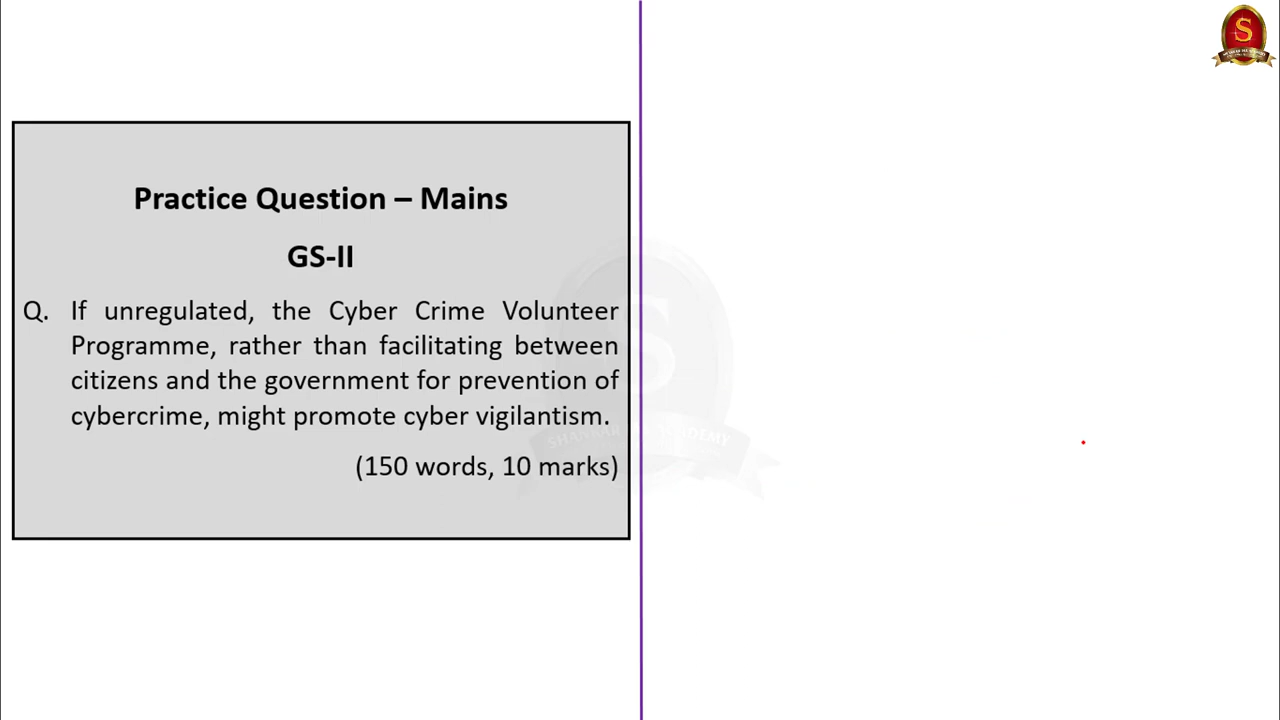 S
Practice Question – Mains
GS-II
Q. If unregulated, the Cyber Crime Volunteer
Programme, rather than facilitating between
citizens and the government for prevention of
cybercrime, might promote cyber vigilantism.
(150 words, 10 marks)